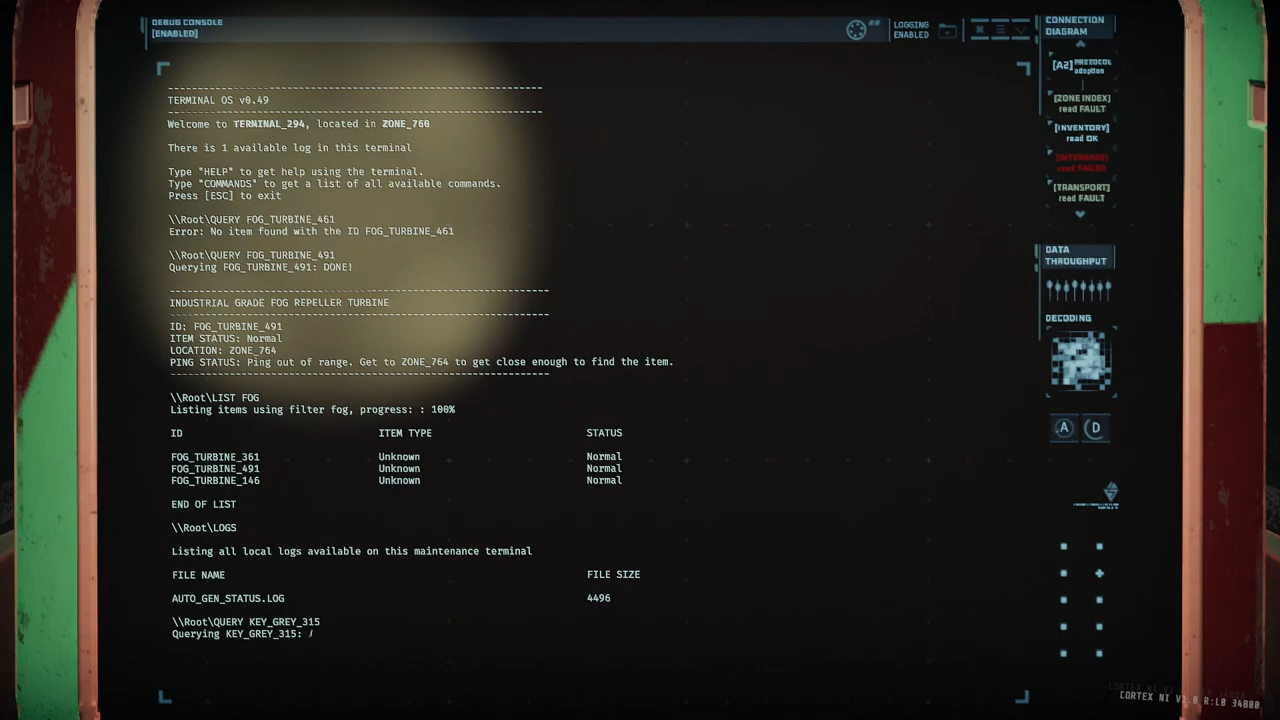 DEBUG CONSOLE
[ENABLED]
LOGGING
ENABLED
-----------------------------------------------------------------
TERMINAL OS v0.49
-----------------------------------------------------------------
Welcome to TERMINAL_294, located in ZONE_760
There is 1 available log in this terminal
Type "HELP" to get help using the terminal.
Type "COMMANDS" to get a list of all available commands.
Press [ESC] to exit
\\Root\QUERY FOG_TURBINE_461
Error: No item found with the ID FOG_TURBINE_461
\\Root\QUERY FOG_TURBINE_491
Querying FOG_TURBINE_491: DONE!
-----------------------------------------------------------------
INDUSTRIAL GRADE FOG REPELLER TURBINE
-----------------------------------------------------------------
ID: FOG_TURBINE_491
ITEM STATUS: Normal
LOCATION: ZONE_764
PING STATUS: Ping out of range. Get to ZONE_764 to get close enough to find the item.
-----------------------------------------------------------------
\\Root\LIST FOG
Listing items using filter fog, progress: : 100%
ID ITEM TYPE STATUS
FOG_TURBINE_361 Unknown Normal
FOG_TURBINE_491 Unknown Normal
FOG_TURBINE_146 Unknown Normal
END OF LIST
\\Root\LOGS
Listing all local logs available on this maintenance terminal
FILE NAME FILE SIZE
AUTO_GEN_STATUS.LOG 4496
\\Root\QUERY KEY_GREY_315
Querying KEY_GREY_315: /
CONNECTION
DIAGRAM
[A2] PROTOCOL
adaption
[ZONE INDEX]
read FAULT
[INVENTORY]
read OK
read FAILED
[TRANSPORT]
read FAULT
DATA
THROUGHPUT
DECODING
A D
CORTEX NI V1.0 R:L0 34800